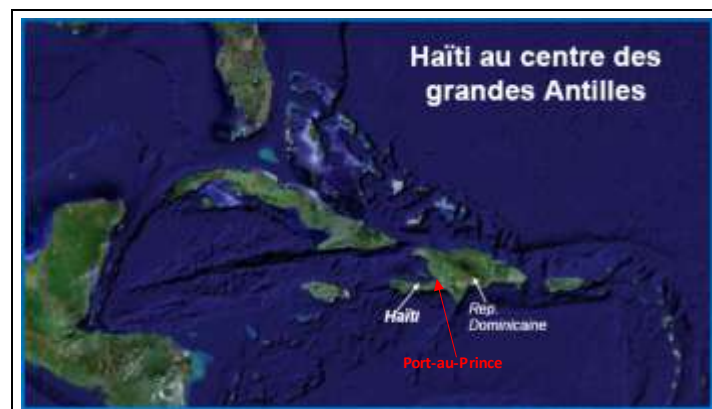 Haïti au centre des
grandes Antilles
Haïti
Rep.
Dominicaine
Port-au-Prince